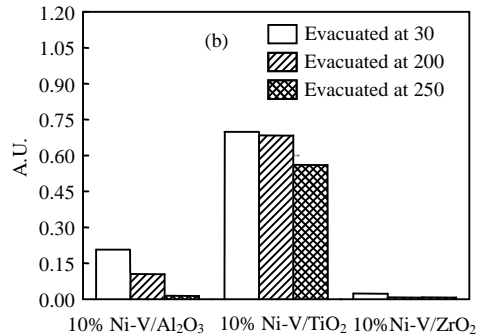 1.20
(b)
Evacuated at 30
1.05
Evacuated at 200
0.90
Evacuated at 250
0.75
A.U.
0.60
0.45
0.30
0.15
0.00
10% Ni-V/Al₂O₃ 10% Ni-V/TiO₂ 10%Ni-V/ZrO₂